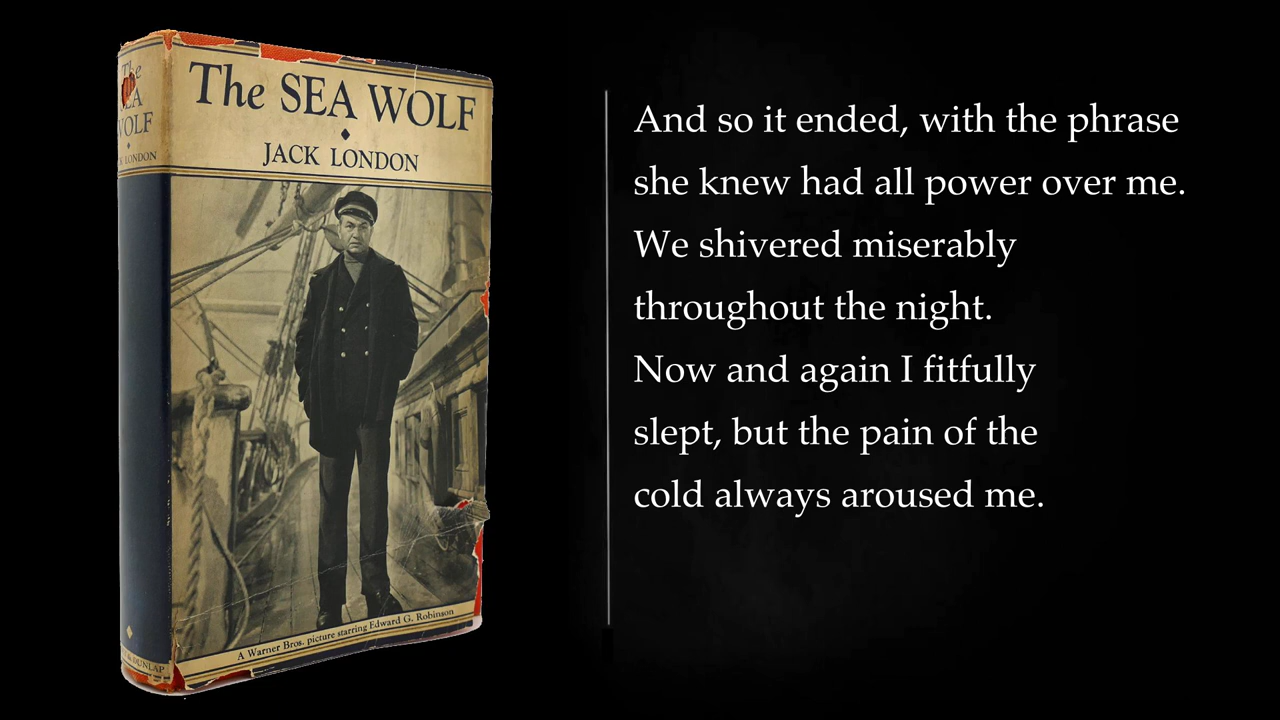 The SEA WOLF
JACK LONDON
The
SEA
WOLF
LONDON
DUNLAP
A Warner Bros. picture starring Edward G. Robinson
And so it ended, with the phrase
she knew had all power over me.
We shivered miserably
throughout the night.
Now and again I fitfully
slept, but the pain of the
cold always aroused me.